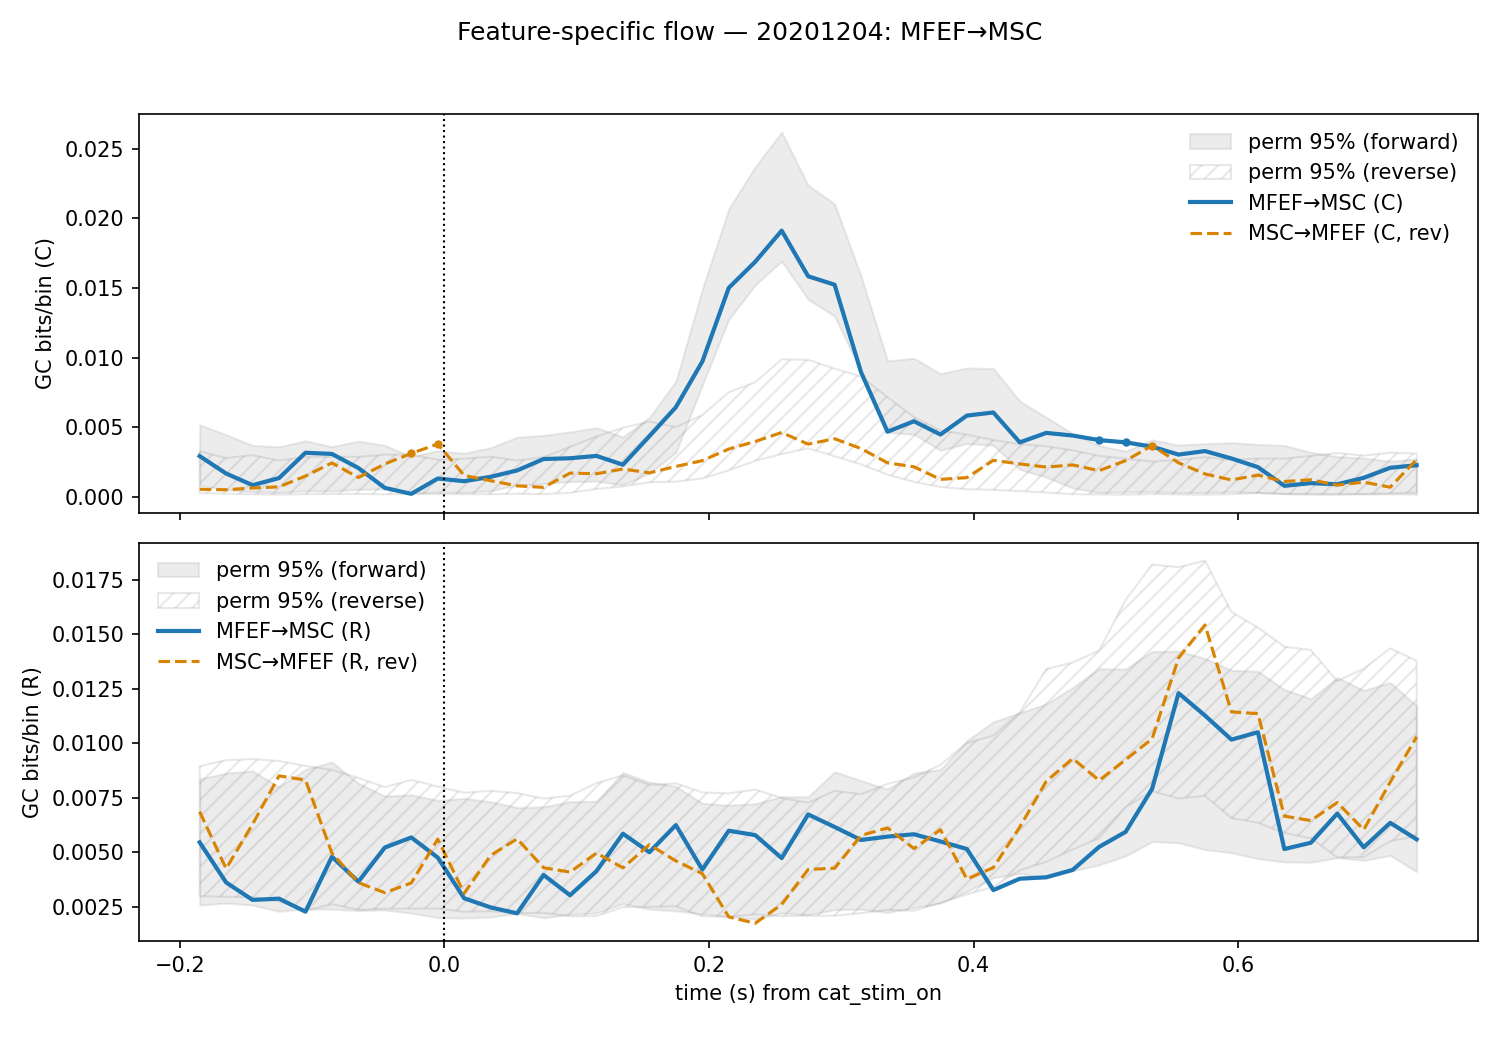 Feature-specific flow — 20201204: MFEF→MSC
GC bits/bin (C)
0.025
0.020
0.015
0.010
0.005
0.000
perm 95% (forward)
perm 95% (reverse)
MFEF→MSC (C)
MSC→MFEF (C, rev)
GC bits/bin (R)
0.0175
0.0150
0.0125
0.0100
0.0075
0.0050
0.0025
perm 95% (forward)
perm 95% (reverse)
MFEF→MSC (R)
MSC→MFEF (R, rev)
−0.2 0.0 0.2 0.4 0.6
time (s) from cat_stim_on